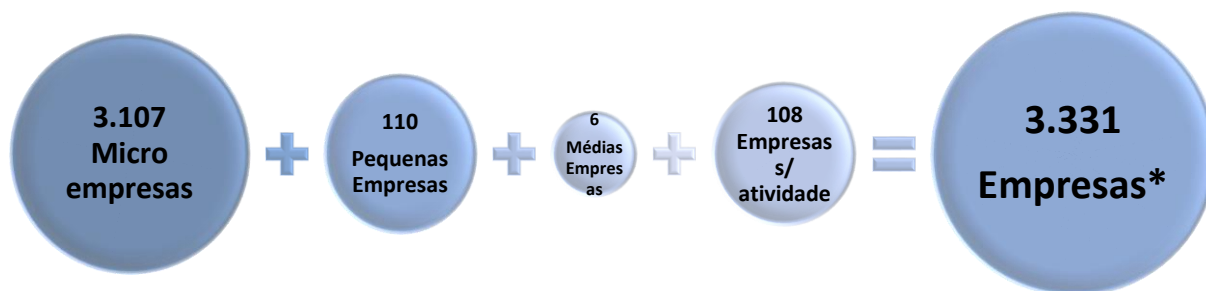 3.107
Micro
empresas
110
Pequenas
Empresas
6
Médias
Empres
as
108
Empresas
s/
atividade
3.331
Empresas*